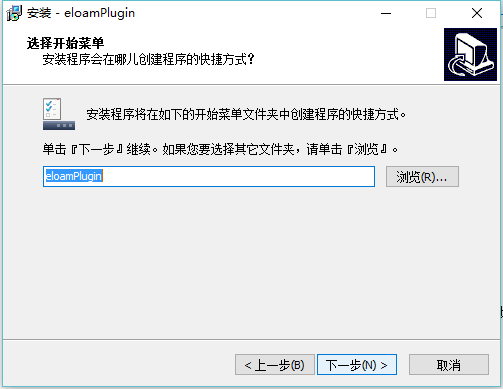 安装 - eloamPlugin
选择开始菜单
安装程序会在哪儿创建程序的快捷方式？
安装程序将在如下的开始菜单文件夹中创建程序的快捷方式。
单击『下一步』继续。如果您要选择其它文件夹，请单击『浏览』。
eloamPlugin
浏览(R)...
< 上一步(B)
下一步(N) >
取消